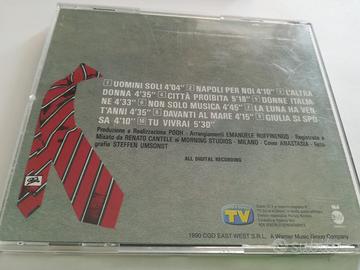 1 UOMINI SOLI 4'04" 2 NAPOLI PER NOI 4'10" 3 L'ALTRA
DONNA 4'35" 4 CITTÀ PROIBITA 5'18" 5 DONNE ITALIA-
NE 4'33" 6 NON SOLO MUSICA 4'45" 7 LA LUNA HA VEN-
T'ANNI 4'35" 8 DAVANTI AL MARE 4'15" 9 GIULIA SI SPO-
SA 4'10" 10 TU VIVRAI 5'30"
Produzione e Realizzazione POOH - Arrangiamenti EMANUELE RUFFINENGO - Registrato e
Mixato da RENATO CANTELE ai MORNING STUDIOS - MILANO - Cover ANASTASIA - Foto-
grafia STEFFEN UMSONST
ALL DIGITAL RECORDING
TV
1990 CGD EAST WEST S.R.L. A Warner Music Group Company